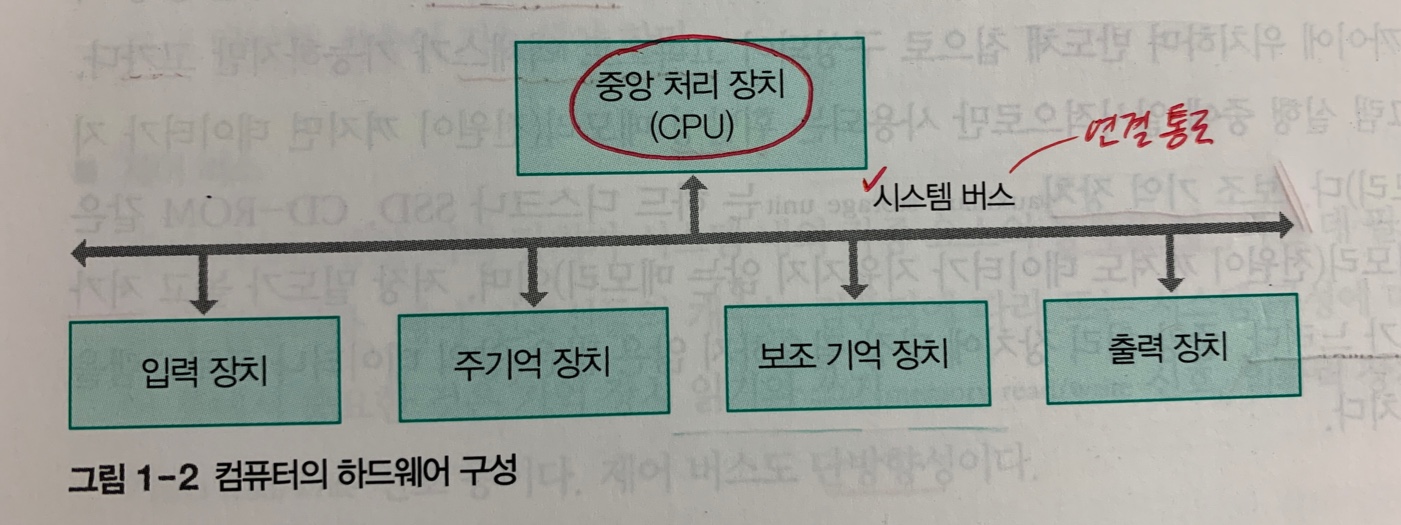 중앙 처리 장치
(CPU)
연결 통로
시스템 버스
입력 장치
주기억 장치
보조 기억 장치
출력 장치
그림 1-2 컴퓨터의 하드웨어 구성